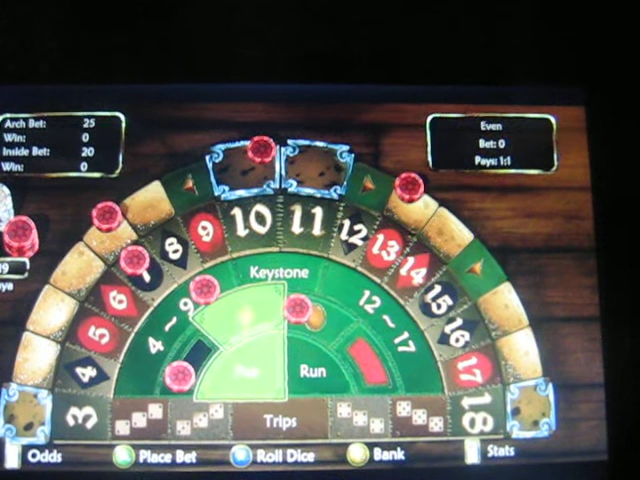 Arch Bet: 25
Win: 0
Inside Bet: 20
Win: 0
Even
Bet: 0
Pays: 1:1
3
4
5
6
8
9
10
11
12
13
14
15
16
17
18
Keystone
4 ~ 9
12 ~ 17
Run
Trips
Odds
Place Bet
Roll Dice
Bank
Stats